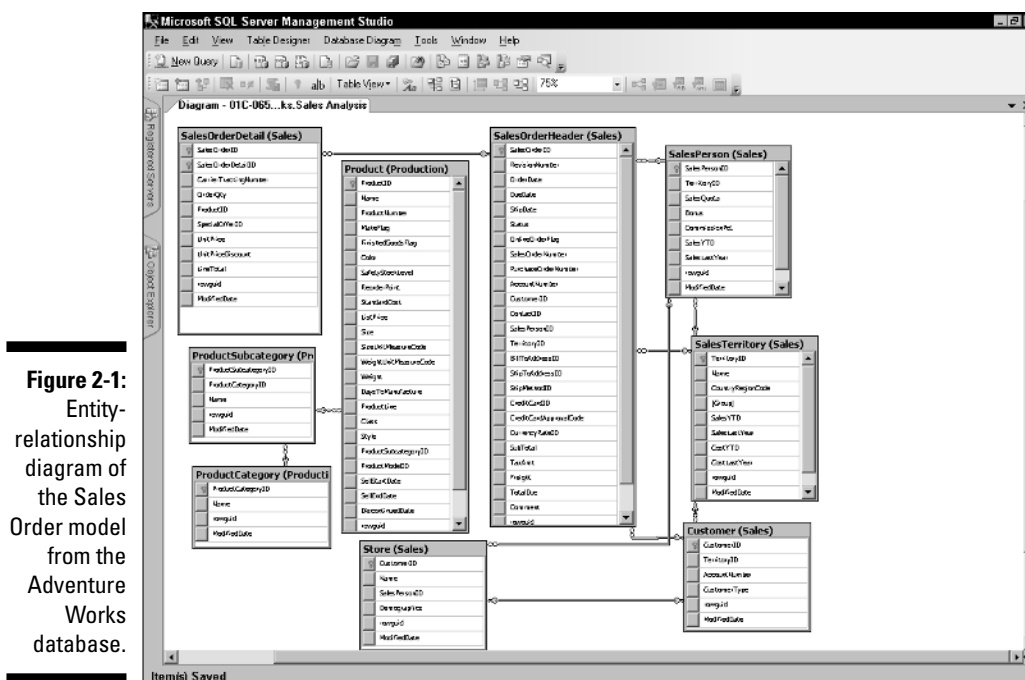 Microsoft SQL Server Management Studio
File Edit View Table Designer Database Diagram Tools Window Help
New Query
alb Table View 75%
Diagram - 01C-065...ks.Sales Analysis
Registered Servers
Object Explorer
SalesOrderDetail (Sales)
SalesOrderID
SalesOrderDetailID
CarrierTrackingNumber
OrderQty
ProductID
SpecialOfferID
UnitPrice
UnitPriceDiscount
LineTotal
rowguid
ModifiedDate
ProductSubcategory (Pr
ProductSubcategoryID
ProductCategoryID
Name
rowguid
ModifiedDate
ProductCategory (Producti
ProductCategoryID
Name
rowguid
ModifiedDate
Product (Production)
ProductID
Name
ProductNumber
MakeFlag
FinishedGoodsFlag
Color
SafetyStockLevel
ReorderPoint
StandardCost
ListPrice
Size
SizeUnitMeasureCode
WeightUnitMeasureCode
Weight
DaysToManufacture
ProductLine
Class
Style
ProductSubcategoryID
ProductModelID
SellStartDate
SellEndDate
DiscontinuedDate
rowguid
Store (Sales)
CustomerID
Name
SalesPersonID
Demographics
rowguid
ModifiedDate
SalesOrderHeader (Sales)
SalesOrderID
RevisionNumber
OrderDate
DueDate
ShipDate
Status
OnlineOrderFlag
SalesOrderNumber
PurchaseOrderNumber
AccountNumber
CustomerID
ContactID
SalesPersonID
TerritoryID
BillToAddressID
ShipToAddressID
ShipMethodID
CreditCardID
CreditCardApprovalCode
CurrencyRateID
SubTotal
TaxAmt
Freight
TotalDue
Comment
rowguid
SalesPerson (Sales)
SalesPersonID
TerritoryID
SalesQuota
Bonus
CommissionPct
SalesYTD
SalesLastYear
rowguid
ModifiedDate
SalesTerritory (Sales)
TerritoryID
Name
CountryRegionCode
[Group]
SalesYTD
SalesLastYear
CostYTD
CostLastYear
rowguid
ModifiedDate
Customer (Sales)
CustomerID
TerritoryID
AccountNumber
CustomerType
rowguid
ModifiedDate
Item(s) Saved
Figure 2-1:
Entity-
relationship
diagram of
the Sales
Order model
from the
Adventure
Works
database.